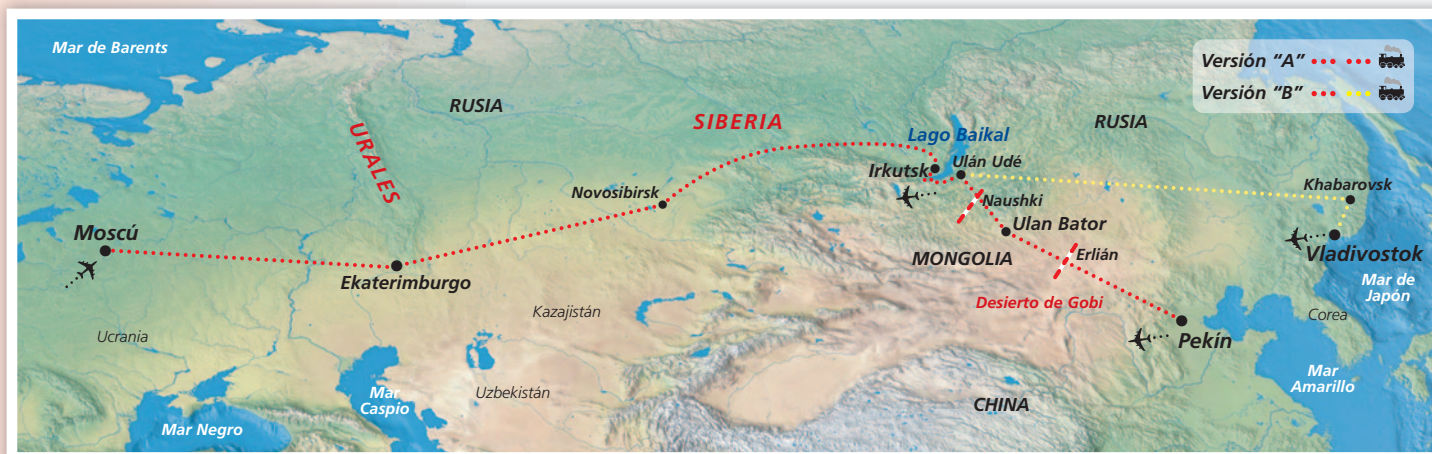 Mar de Barents
Versión "A"
Versión "B"
RUSIA
SIBERIA
RUSIA
URALES
Lago Baikal
Irkutsk
Ulán Udé
Khabarovsk
Novosibirsk
Naushki
Moscú
Ulan Bator
Vladivostok
MONGOLIA
Erlián
Ekaterimburgo
Mar de
Japón
Desierto de Gobi
Kazajistán
Corea
Ucrania
Pekín
Mar
Caspio
Uzbekistán
Mar
Amarillo
CHINA
Mar Negro